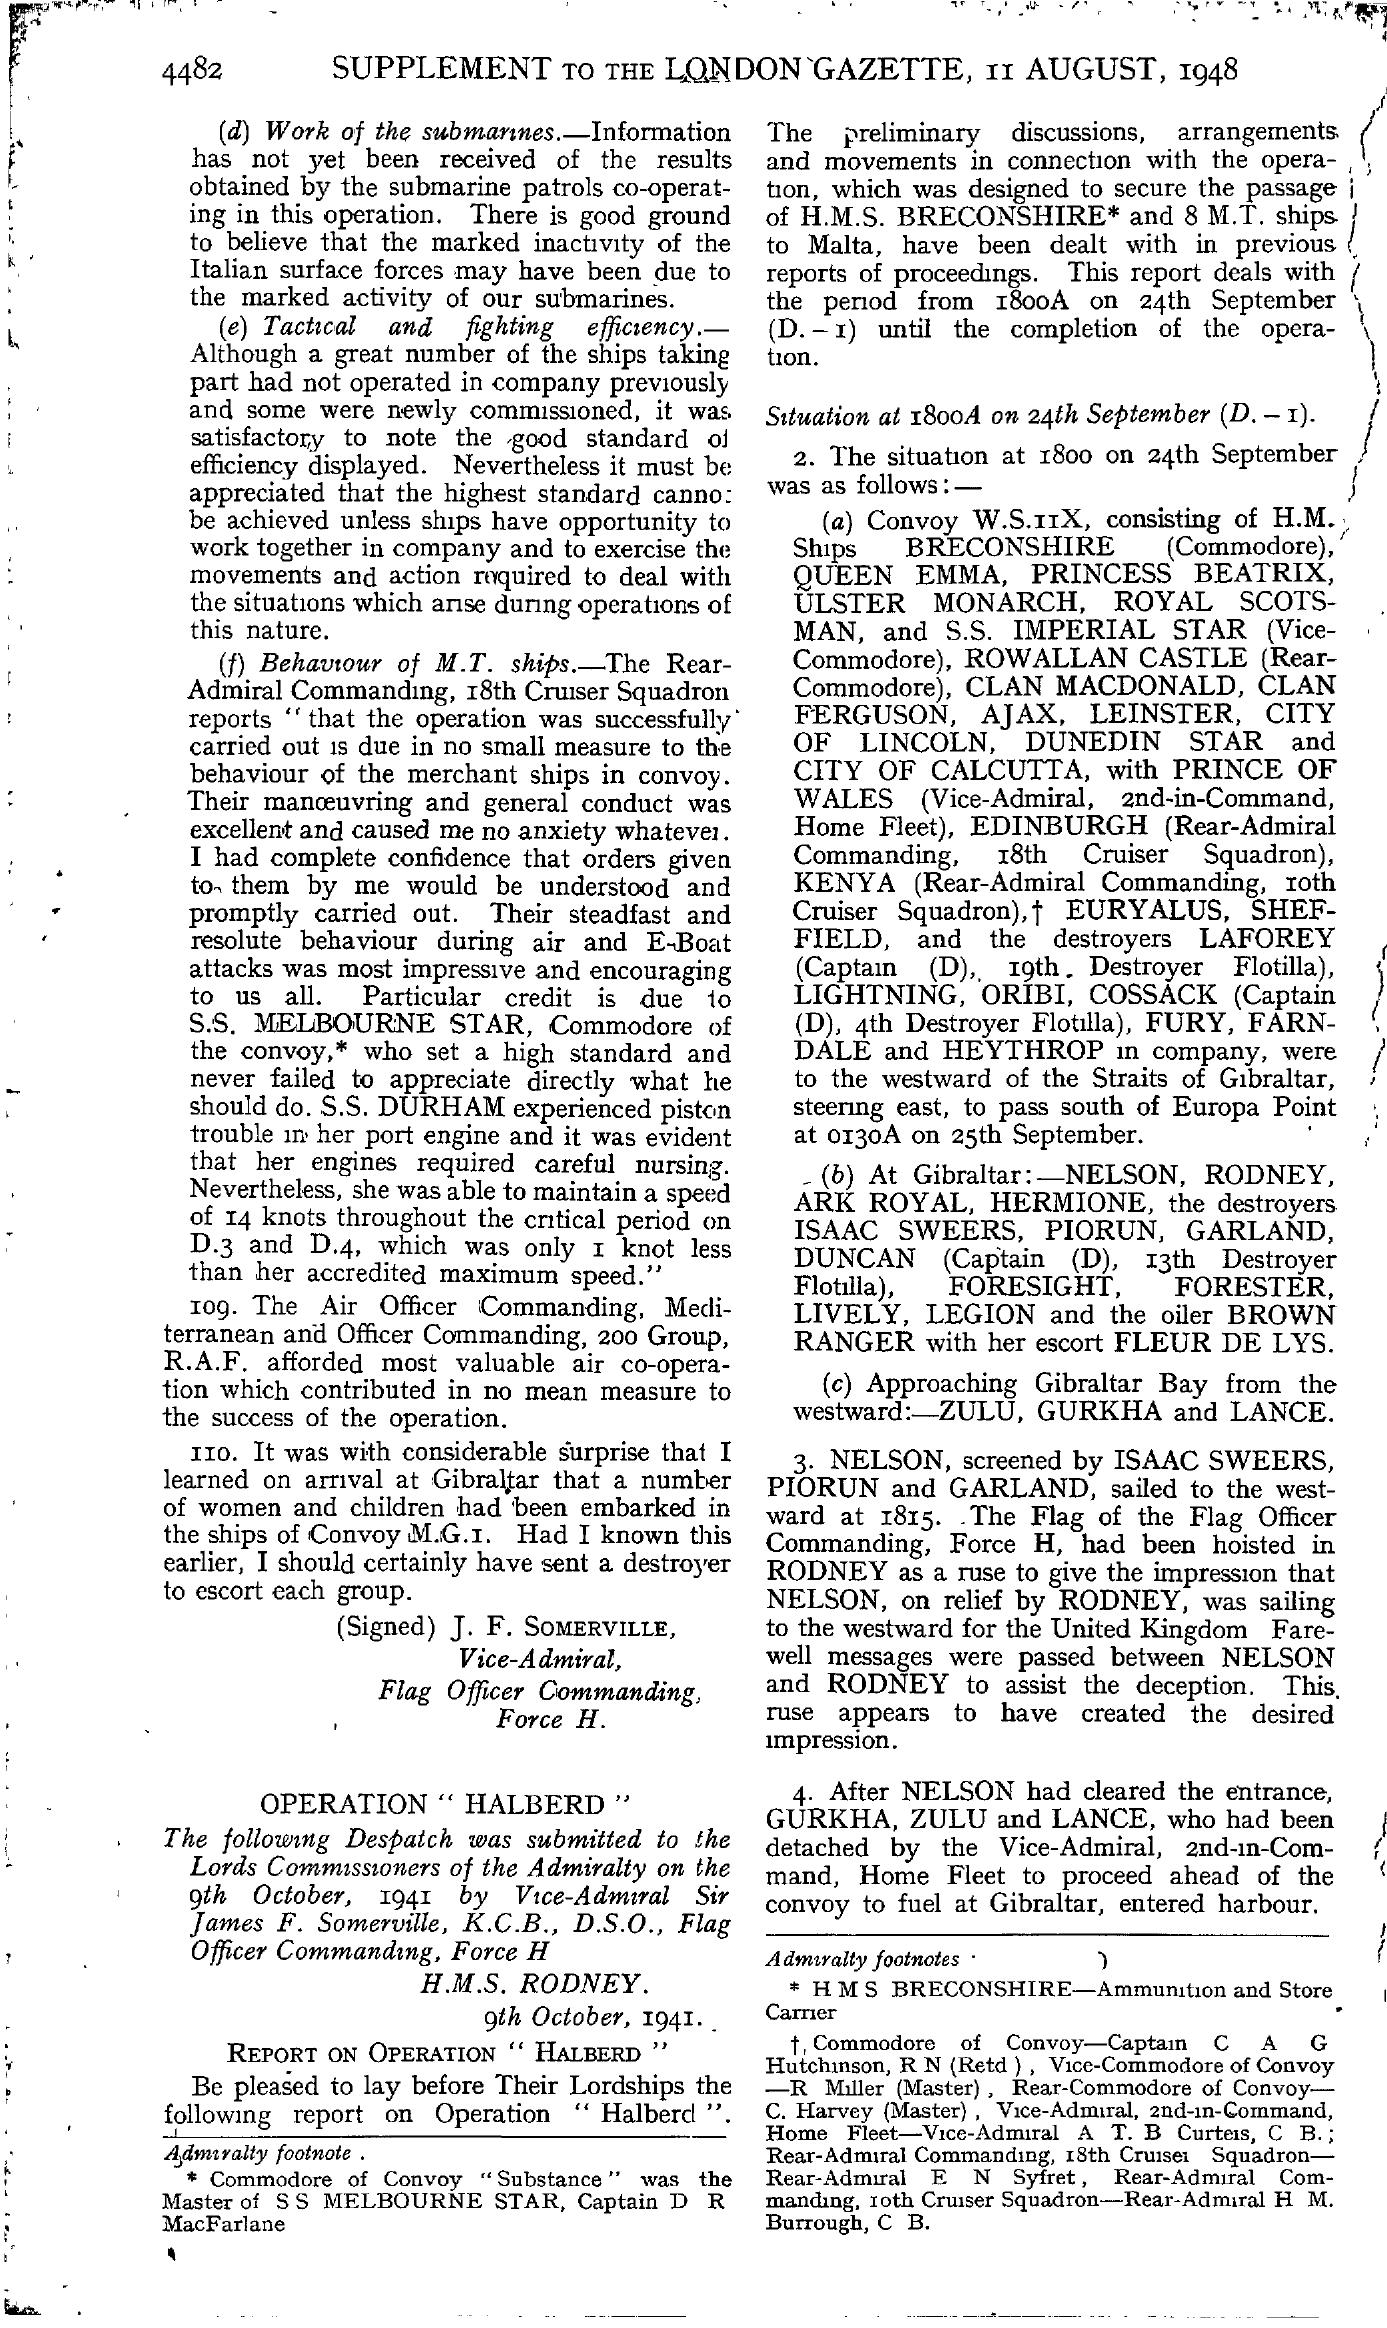 4482 SUPPLEMENT TO THE LONDON GAZETTE, 11 AUGUST, 1948
(d) Work of the submarines.—Information
has not yet been received of the results
obtained by the submarine patrols co-operat-
ing in this operation. There is good ground
to believe that the marked inactivity of the
Italian surface forces may have been due to
the marked activity of our submarines.
(e) Tactical and fighting efficiency.—
Although a great number of the ships taking
part had not operated in company previously
and some were newly commissioned, it was
satisfactory to note the good standard of
efficiency displayed. Nevertheless it must be
appreciated that the highest standard cannot
be achieved unless ships have opportunity to
work together in company and to exercise the
movements and action required to deal with
the situations which arise during operations of
this nature.
(f) Behaviour of M.T. ships.—The Rear-
Admiral Commanding, 18th Cruiser Squadron
reports "that the operation was successfully
carried out is due in no small measure to the
behaviour of the merchant ships in convoy.
Their manœuvring and general conduct was
excellent and caused me no anxiety whatever.
I had complete confidence that orders given
to them by me would be understood and
promptly carried out. Their steadfast and
resolute behaviour during air and E-Boat
attacks was most impressive and encouraging
to us all. Particular credit is due to
S.S. MELBOURNE STAR, Commodore of
the convoy,* who set a high standard and
never failed to appreciate directly what he
should do. S.S. DURHAM experienced piston
trouble in her port engine and it was evident
that her engines required careful nursing.
Nevertheless, she was able to maintain a speed
of 14 knots throughout the critical period on
D.3 and D.4, which was only 1 knot less
than her accredited maximum speed."
109. The Air Officer Commanding, Medi-
terranean and Officer Commanding, 200 Group,
R.A.F. afforded most valuable air co-opera-
tion which contributed in no mean measure to
the success of the operation.
110. It was with considerable surprise that I
learned on arrival at Gibraltar that a number
of women and children had been embarked in
the ships of Convoy M.G.1. Had I known this
earlier, I should certainly have sent a destroyer
to escort each group.
(Signed) J. F. SOMERVILLE,
Vice-Admiral,
Flag Officer Commanding,
Force H.
OPERATION "HALBERD"
The following Despatch was submitted to the
Lords Commissioners of the Admiralty on the
9th October, 1941 by Vice-Admiral Sir
James F. Somerville, K.C.B., D.S.O., Flag
Officer Commanding, Force H
H.M.S. RODNEY.
9th October, 1941.
REPORT ON OPERATION "HALBERD"
Be pleased to lay before Their Lordships the
following report on Operation "Halberd".
Admiralty footnote .
* Commodore of Convoy "Substance" was the
Master of S S MELBOURNE STAR, Captain D R
MacFarlane
The preliminary discussions, arrangements
and movements in connection with the opera-
tion, which was designed to secure the passage
of H.M.S. BRECONSHIRE* and 8 M.T. ships
to Malta, have been dealt with in previous
reports of proceedings. This report deals with
the period from 1800A on 24th September
(D. – 1) until the completion of the opera-
tion.
Situation at 1800A on 24th September (D. – 1).
2. The situation at 1800 on 24th September
was as follows:—
(a) Convoy W.S.11X, consisting of H.M.
Ships BRECONSHIRE (Commodore),
QUEEN EMMA, PRINCESS BEATRIX,
ULSTER MONARCH, ROYAL SCOTS-
MAN, and S.S. IMPERIAL STAR (Vice-
Commodore), ROWALLAN CASTLE (Rear-
Commodore), CLAN MACDONALD, CLAN
FERGUSON, AJAX, LEINSTER, CITY
OF LINCOLN, DUNEDIN STAR and
CITY OF CALCUTTA, with PRINCE OF
WALES (Vice-Admiral, 2nd-in-Command,
Home Fleet), EDINBURGH (Rear-Admiral
Commanding, 18th Cruiser Squadron),
KENYA (Rear-Admiral Commanding, 10th
Cruiser Squadron),† EURYALUS, SHEF-
FIELD, and the destroyers LAFOREY
(Captain (D), 19th Destroyer Flotilla),
LIGHTNING, ORIBI, COSSACK (Captain
(D), 4th Destroyer Flotilla), FURY, FARN-
DALE and HEYTHROP in company, were
to the westward of the Straits of Gibraltar,
steering east, to pass south of Europa Point
at 0130A on 25th September.
(b) At Gibraltar:—NELSON, RODNEY,
ARK ROYAL, HERMIONE, the destroyers
ISAAC SWEERS, PIORUN, GARLAND,
DUNCAN (Captain (D), 13th Destroyer
Flotilla), FORESIGHT, FORESTER,
LIVELY, LEGION and the oiler BROWN
RANGER with her escort FLEUR DE LYS.
(c) Approaching Gibraltar Bay from the
westward:—ZULU, GURKHA and LANCE.
3. NELSON, screened by ISAAC SWEERS,
PIORUN and GARLAND, sailed to the west-
ward at 1815. The Flag of the Flag Officer
Commanding, Force H, had been hoisted in
RODNEY as a ruse to give the impression that
NELSON, on relief by RODNEY, was sailing
to the westward for the United Kingdom Fare-
well messages were passed between NELSON
and RODNEY to assist the deception. This
ruse appears to have created the desired
impression.
4. After NELSON had cleared the entrance,
GURKHA, ZULU and LANCE, who had been
detached by the Vice-Admiral, 2nd-in-Com-
mand, Home Fleet to proceed ahead of the
convoy to fuel at Gibraltar, entered harbour.
Admiralty footnotes
* H M S BRECONSHIRE—Ammunition and Store
Carrier
† Commodore of Convoy—Captain C A G
Hutchinson, R N (Retd ) , Vice-Commodore of Convoy
—R Miller (Master) , Rear-Commodore of Convoy—
C. Harvey (Master) , Vice-Admiral, 2nd-in-Command,
Home Fleet—Vice-Admiral A T. B Curteis, C B. ;
Rear-Admiral Commanding, 18th Cruiser Squadron—
Rear-Admiral E N Syfret , Rear-Admiral Com-
manding, 10th Cruiser Squadron—Rear-Admiral H M.
Burrough, C B.